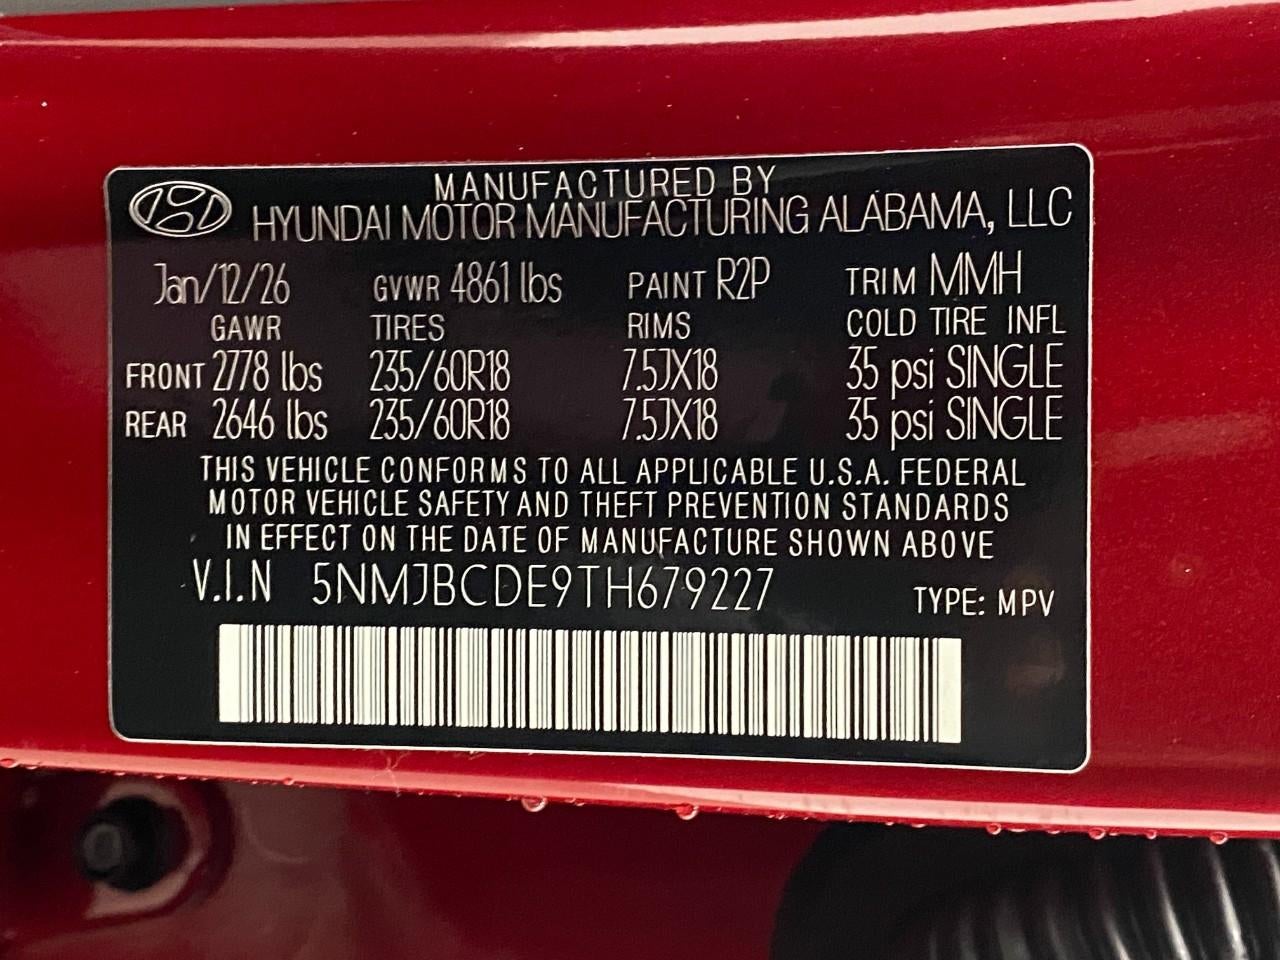 MANUFACTURED BY
HYUNDAI MOTOR MANUFACTURING ALABAMA, LLC
Jan/12/26 GVWR 4861 lbs PAINT R2P TRIM MMH
GAWR TIRES RIMS COLD TIRE INFL
FRONT 2778 lbs 235/60R18 7.5JX18 35 psi SINGLE
REAR 2646 lbs 235/60R18 7.5JX18 35 psi SINGLE
THIS VEHICLE CONFORMS TO ALL APPLICABLE U.S.A. FEDERAL
MOTOR VEHICLE SAFETY AND THEFT PREVENTION STANDARDS
IN EFFECT ON THE DATE OF MANUFACTURE SHOWN ABOVE
V.I.N 5NMJBCDE9TH679227 TYPE: MPV